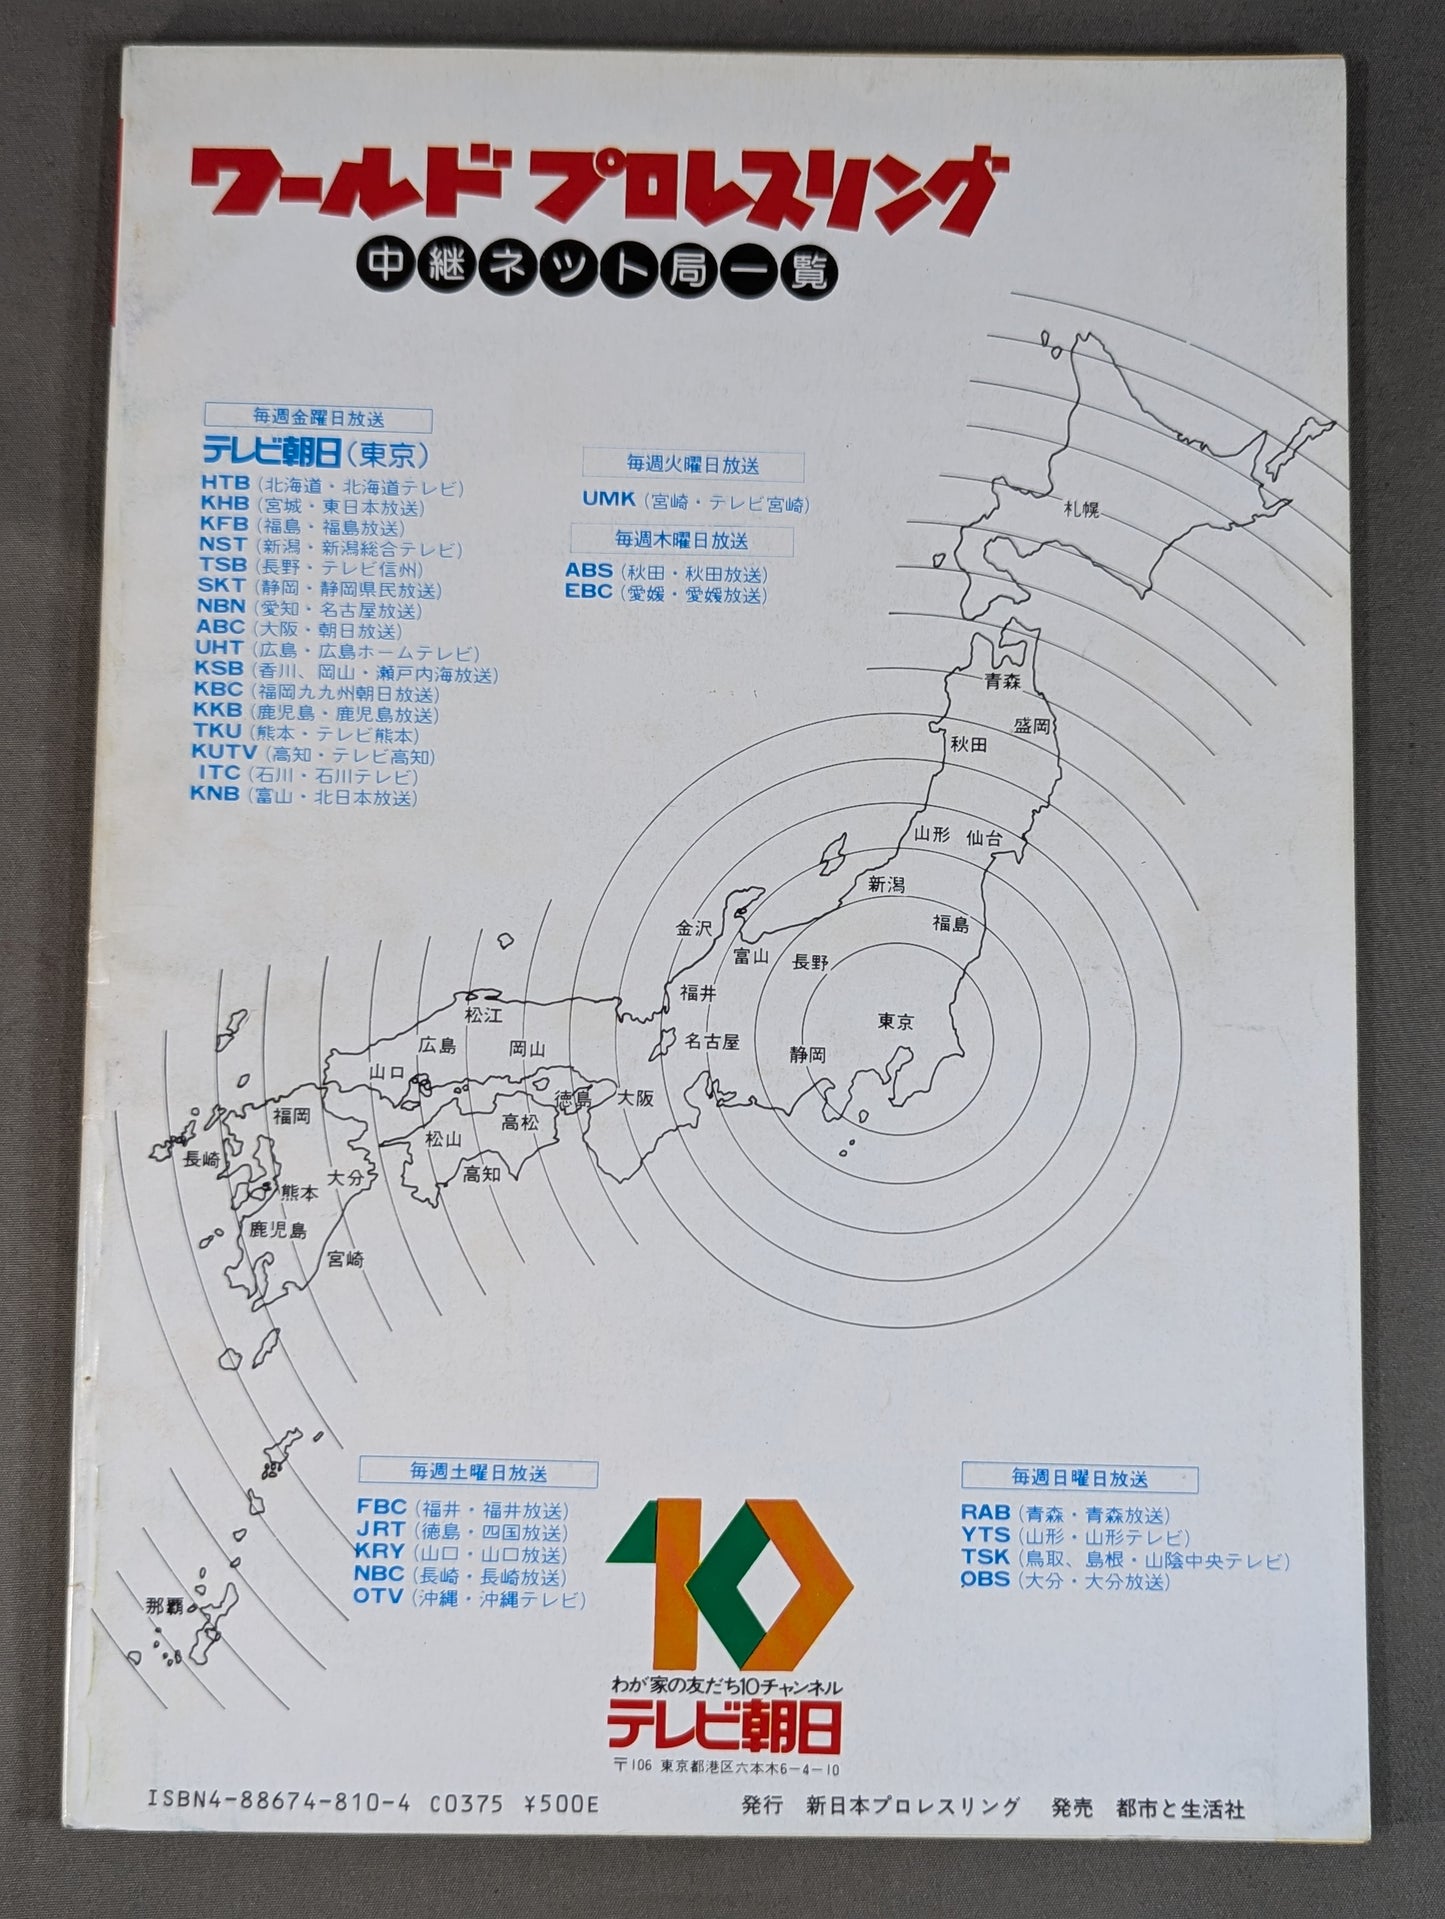 ワールドプロレスリング
中継ネット局一覧
毎週金曜日放送
テレビ朝日(東京)
HTB(北海道・北海道テレビ)
KHB(宮城・東日本放送)
KFB(福島・福島放送)
NST(新潟・新潟総合テレビ)
TSB(長野・テレビ信州)
SKT(静岡・静岡県民放送)
NBN(愛知・名古屋放送)
ABC(大阪・朝日放送)
UHT(広島・広島ホームテレビ)
KSB(香川、岡山・瀬戸内海放送)
KBC(福岡九九州朝日放送)
KKB(鹿児島・鹿児島放送)
TKU(熊本・テレビ熊本)
KUTV(高知・テレビ高知)
ITC(石川・石川テレビ)
KNB(富山・北日本放送)
毎週火曜日放送
UMK(宮崎・テレビ宮崎)
毎週木曜日放送
ABS(秋田・秋田放送)
EBC(愛媛・愛媛放送)
札幌
青森
盛岡
秋田
山形 仙台
新潟
福島
金沢
富山
長野
福井
東京
名古屋
静岡
松江
広島
岡山
山口
徳島
大阪
福岡
高松
松山
長崎
高知
大分
熊本
鹿児島
宮崎
那覇
毎週土曜日放送
FBC(福井・福井放送)
JRT(徳島・四国放送)
KRY(山口・山口放送)
NBC(長崎・長崎放送)
OTV(沖縄・沖縄テレビ)
毎週日曜日放送
RAB(青森・青森放送)
YTS(山形・山形テレビ)
TSK(鳥取、島根・山陰中央テレビ)
OBS(大分・大分放送)
10
わが家の友だち10チャンネル
テレビ朝日
〒106 東京都港区六本木6-4-10
ISBN4-88674-810-4 C0375 ¥500E
発行 新日本プロレスリング 発売 都市と生活社